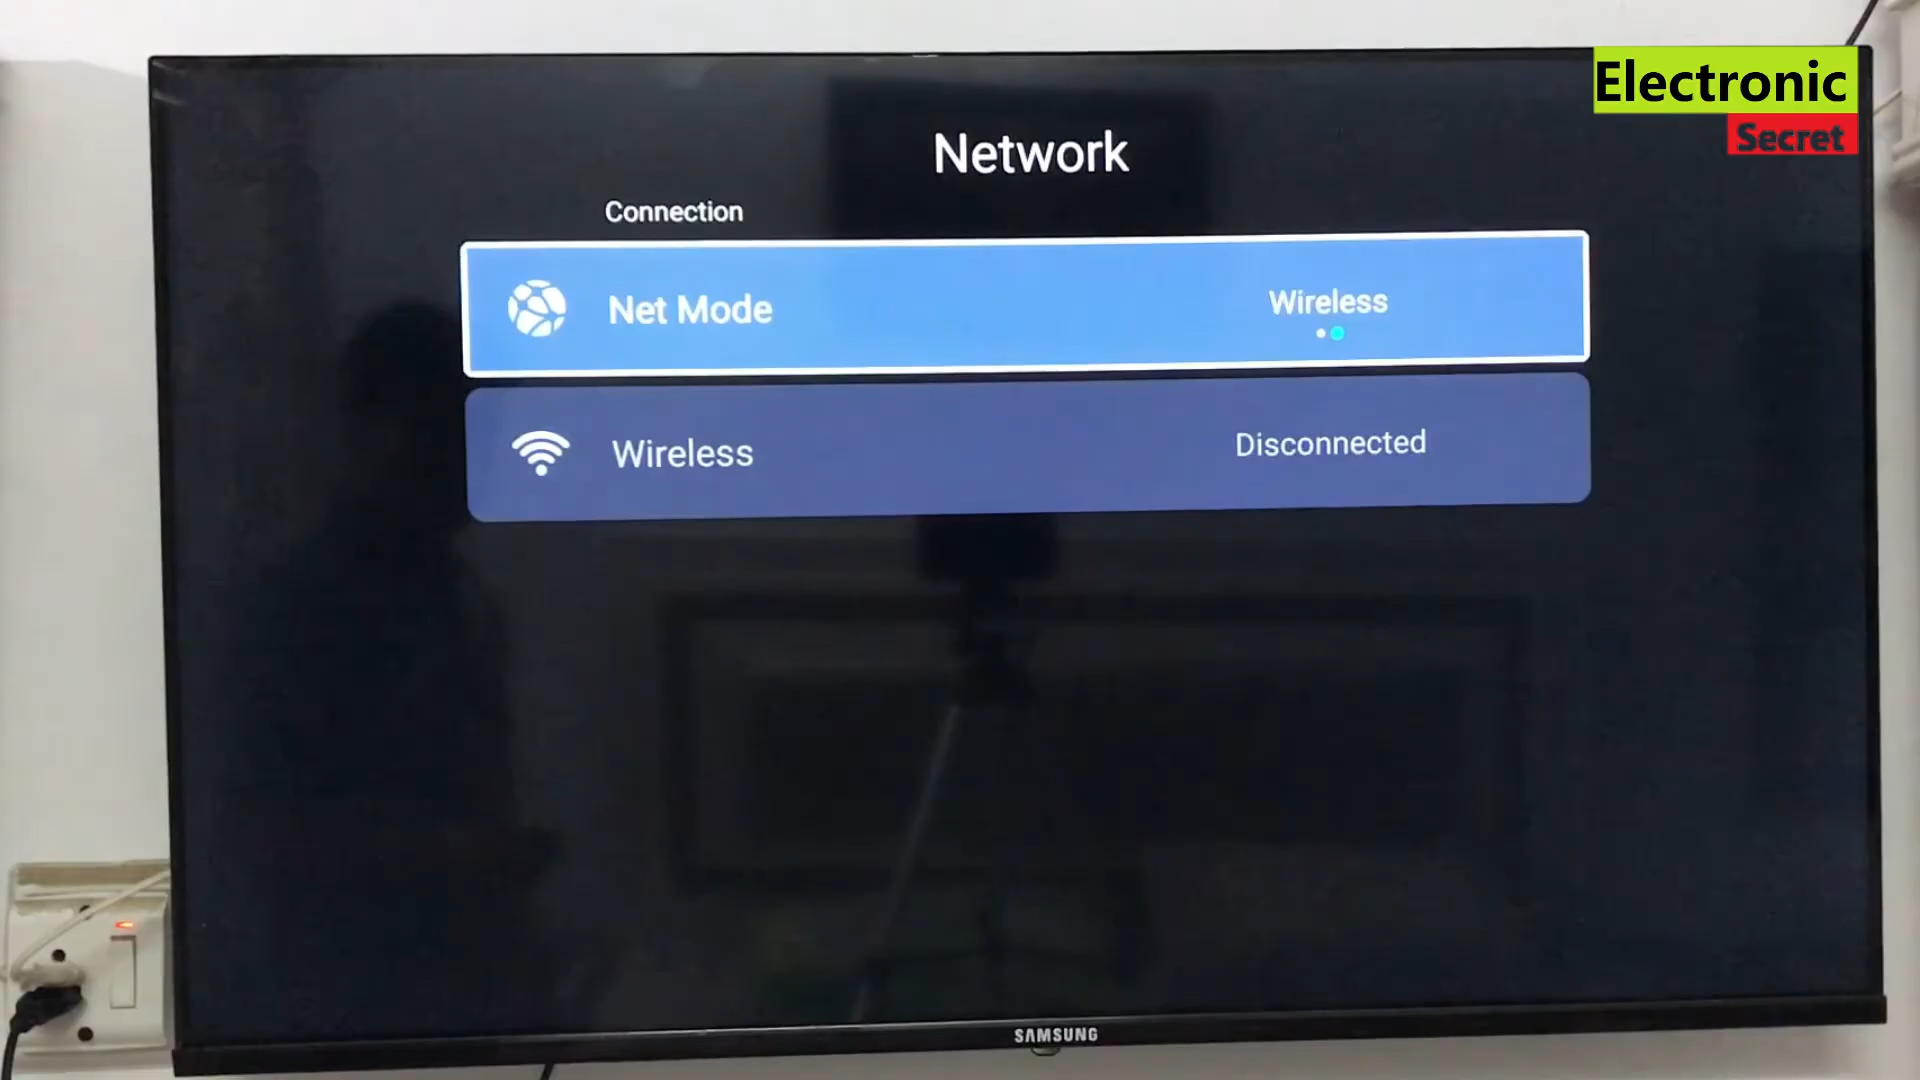 Electronic
Secret
Network
Connection
Net Mode
Wireless
Wireless
Disconnected
SAMSUNG